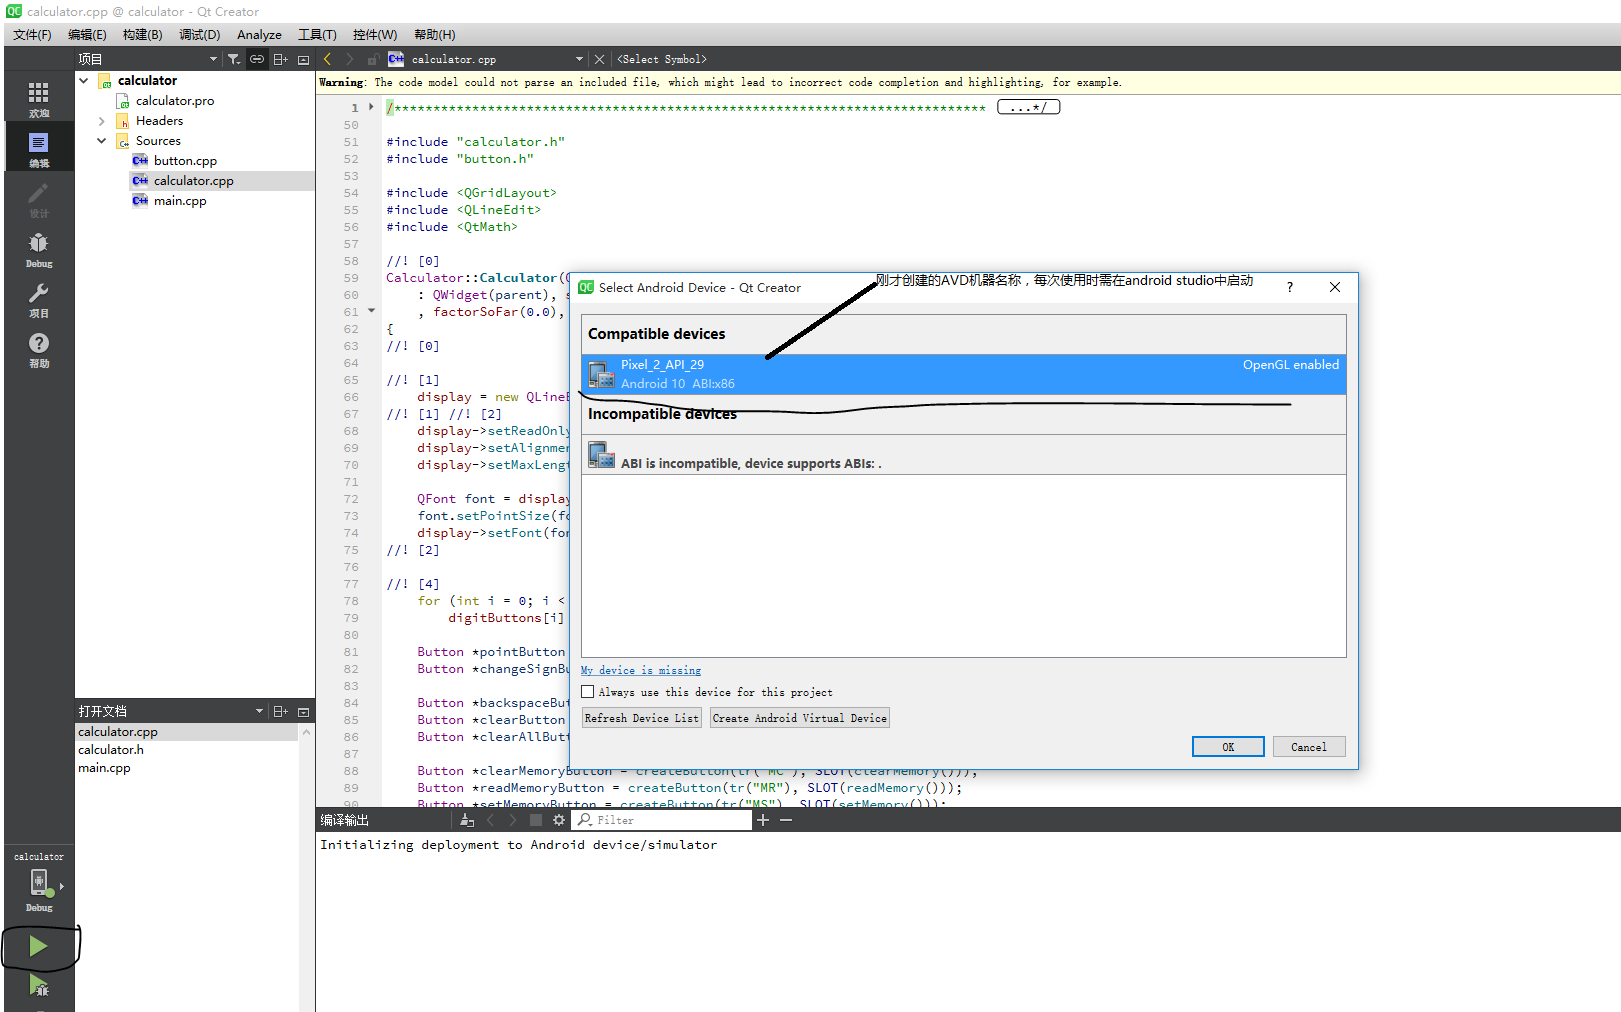 calculator.cpp @ calculator - Qt Creator
文件(F) 编辑(E) 构建(B) 调试(D) Analyze 工具(T) 控件(W) 帮助(H)
项目
calculator.cpp
<Select Symbol>
欢迎
编辑
设计
Debug
项目
帮助
calculator
Debug
calculator
calculator.pro
Headers
Sources
button.cpp
calculator.cpp
main.cpp
打开文档
calculator.cpp
calculator.h
main.cpp
Warning: The code model could not parse an included file, which might lead to incorrect code completion and highlighting, for example.
1 /**************************************************************************** ...*/
50
51 #include "calculator.h"
52 #include "button.h"
53
54 #include <QGridLayout>
55 #include <QLineEdit>
56 #include <QtMath>
57
58 //! [0]
59 Calculator::Calculator(
60 : QWidget(parent), s
61 , factorSoFar(0.0),
62 {
63 //! [0]
64
65 //! [1]
66 display = new QLineE
67 //! [1] //! [2]
68 display->setReadOnly
69 display->setAlignmen
70 display->setMaxLengt
71
72 QFont font = display
73 font.setPointSize(fo
74 display->setFont(fon
75 //! [2]
76
77 //! [4]
78 for (int i = 0; i <
79 digitButtons[i]
80
81 Button *pointButton
82 Button *changeSignBu
83
84 Button *backspaceBut
85 Button *clearButton
86 Button *clearAllButt
87
88 Button *clearMemoryButton = createButton(tr("MC"), SLOT(clearMemory()));
89 Button *readMemoryButton = createButton(tr("MR"), SLOT(readMemory()));
90 Button *setMemoryButton = createButton(tr("MS"), SLOT(setMemory()));
Select Android Device - Qt Creator
刚才创建的AVD机器名称，每次使用时需在android studio中启动
?
Compatible devices
Pixel_2_API_29 OpenGL enabled
Android 10 ABI:x86
Incompatible devices
ABI is incompatible, device supports ABIs: .
My device is missing
Always use this device for this project
Refresh Device List Create Android Virtual Device
OK Cancel
编译输出
Filter
Initializing deployment to Android device/simulator